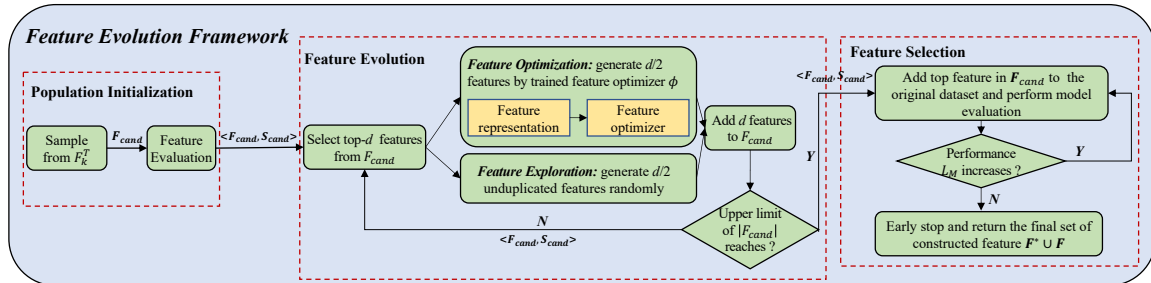 Feature Evolution Framework
Population Initialization
Sample
from F_k^T
F_cand
Feature
Evaluation
<F_cand, S_cand>
Feature Evolution
Select top-d features
from F_cand
Feature Optimization: generate d/2
features by trained feature optimizer ϕ
Feature
representation
Feature
optimizer
Feature Exploration: generate d/2
unduplicated features randomly
Add d features
to F_cand
Upper limit
of |F_cand|
reaches ?
N
<F_cand, S_cand>
Y
<F_cand, S_cand>
Feature Selection
Add top feature in F_cand to the
original dataset and perform model
evaluation
Performance
L_M increases ?
Y
N
Early stop and return the final set of
constructed feature F* ∪ F